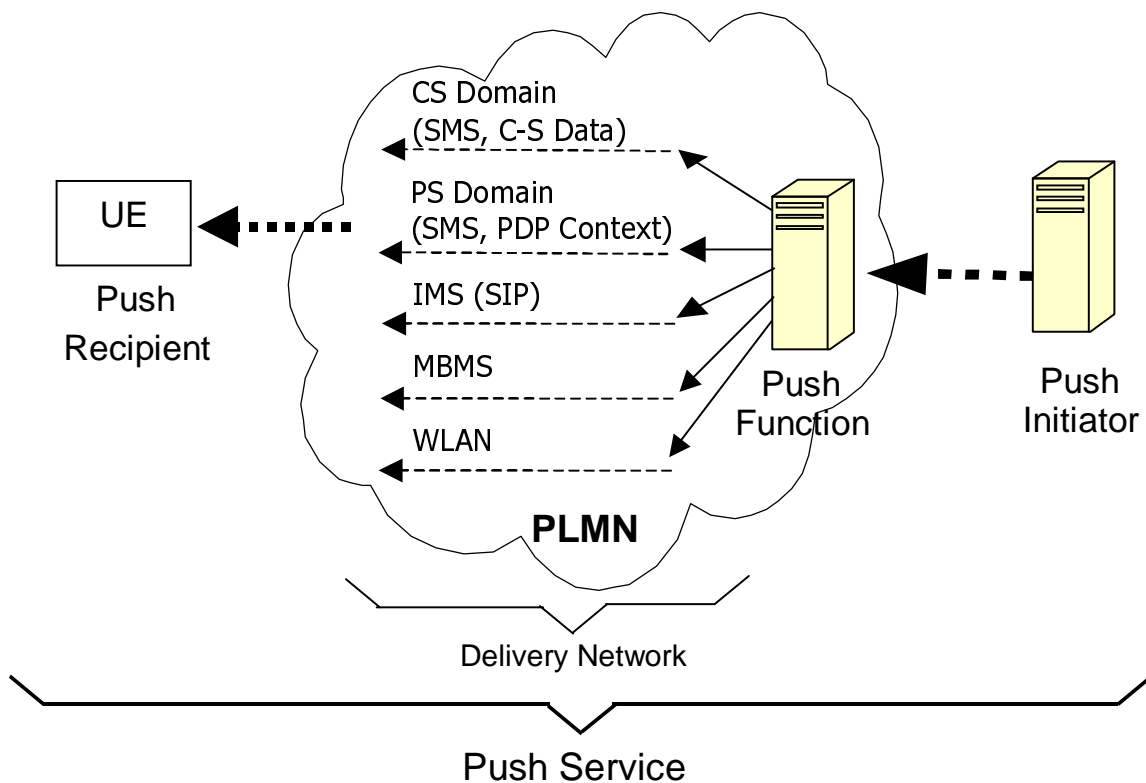 CS Domain
(SMS, C-S Data)
PS Domain
(SMS, PDP Context)
IMS (SIP)
MBMS
WLAN
PLMN
UE
Push
Recipient
Push
Function
Push
Initiator
Delivery Network
Push Service